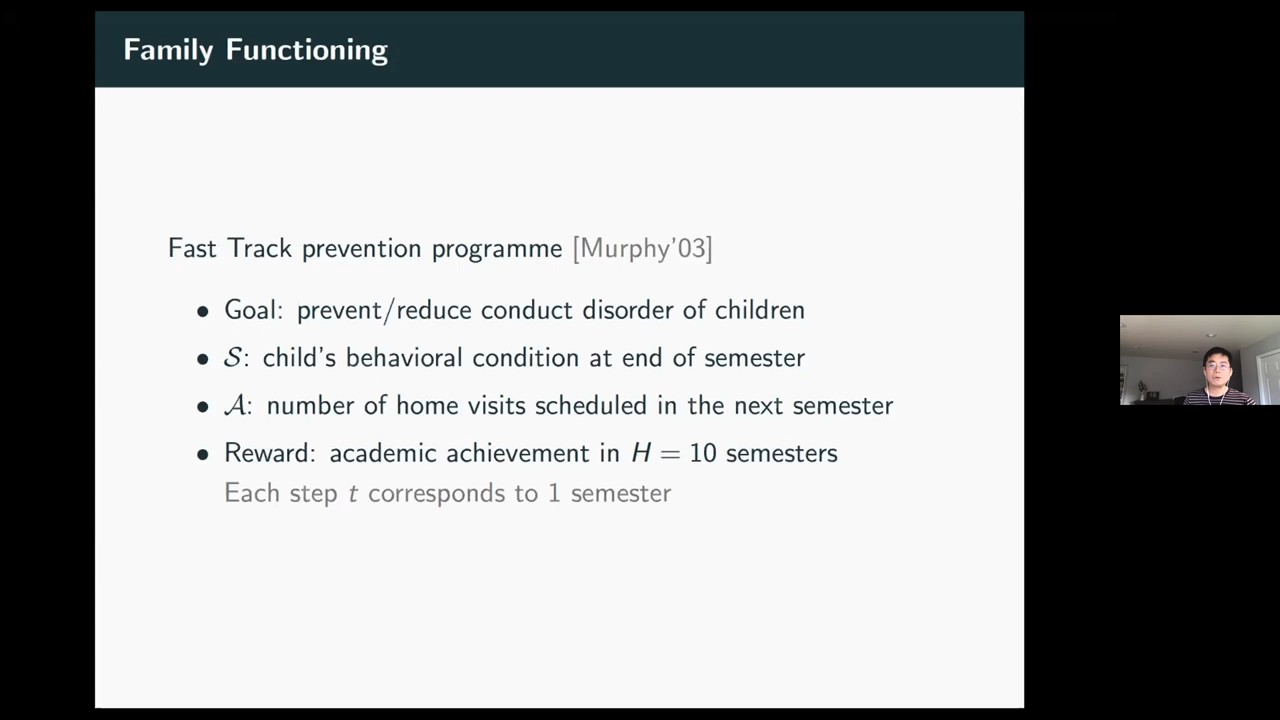 Family Functioning
Fast Track prevention programme [Murphy'03]
• Goal: prevent/reduce conduct disorder of children
• 𝒮: child's behavioral condition at end of semester
• 𝒜: number of home visits scheduled in the next semester
• Reward: academic achievement in H = 10 semesters
Each step t corresponds to 1 semester